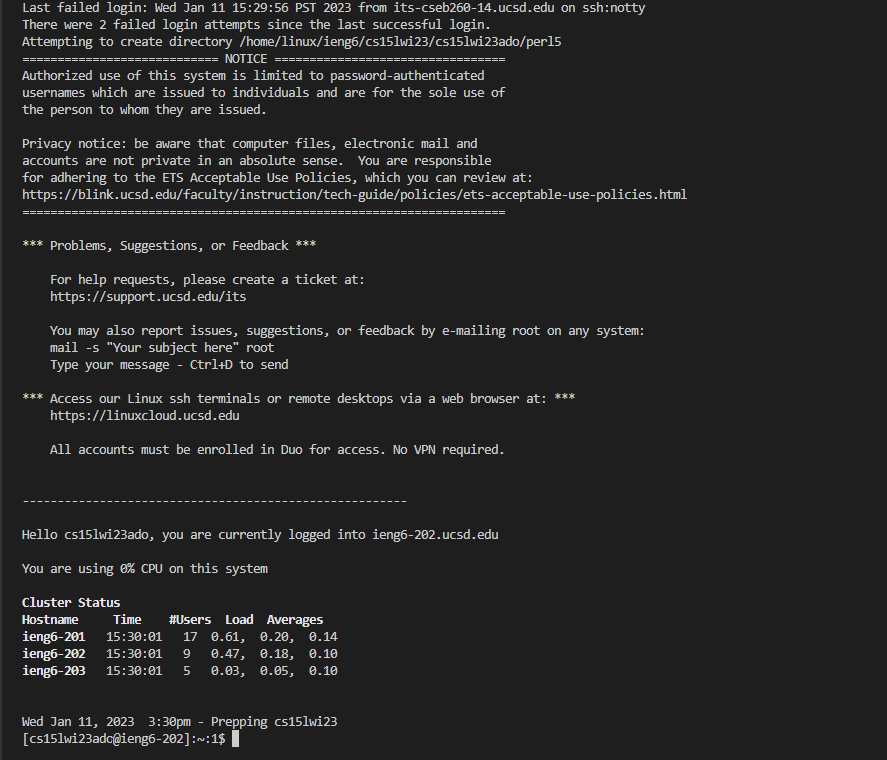 Last failed login: Wed Jan 11 15:29:56 PST 2023 from its-cseb260-14.ucsd.edu on ssh:notty
There were 2 failed login attempts since the last successful login.
Attempting to create directory /home/linux/ieng6/cs15lwi23/cs15lwi23ado/perl5
============================ NOTICE =================================
Authorized use of this system is limited to password-authenticated
usernames which are issued to individuals and are for the sole use of
the person to whom they are issued.

Privacy notice: be aware that computer files, electronic mail and
accounts are not private in an absolute sense.  You are responsible
for adhering to the ETS Acceptable Use Policies, which you can review at:
https://blink.ucsd.edu/faculty/instruction/tech-guide/policies/ets-acceptable-use-policies.html
=====================================================================

*** Problems, Suggestions, or Feedback ***

    For help requests, please create a ticket at:
    https://support.ucsd.edu/its

    You may also report issues, suggestions, or feedback by e-mailing root on any system:
    mail -s "Your subject here" root
    Type your message - Ctrl+D to send

*** Access our Linux ssh terminals or remote desktops via a web browser at: ***
    https://linuxcloud.ucsd.edu

    All accounts must be enrolled in Duo for access. No VPN required.


-------------------------------------------------------

Hello cs15lwi23ado, you are currently logged into ieng6-202.ucsd.edu

You are using 0% CPU on this system

Cluster Status
Hostname     Time    #Users  Load  Averages
ieng6-201   15:30:01   17  0.61,  0.20,  0.14
ieng6-202   15:30:01   9   0.47,  0.18,  0.10
ieng6-203   15:30:01   5   0.03,  0.05,  0.10


Wed Jan 11, 2023  3:30pm - Prepping cs15lwi23
[cs15lwi23ado@ieng6-202]:~:1$